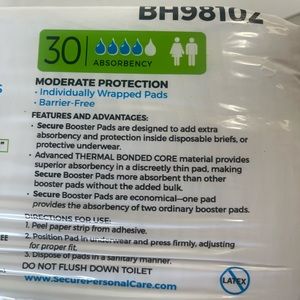 BH98102
30
ABSORBENCY
MODERATE PROTECTION
• Individually Wrapped Pads
• Barrier-Free
FEATURES AND ADVANTAGES:
• Secure Booster Pads are designed to add extra
absorbency and protection inside disposable briefs, or
protective underwear.
• Advanced THERMAL BONDED CORE material provides
superior absorbency in a discreetly thin pad, making
Secure Booster Pads more absorbent than other
booster pads without the added bulk.
• Secure Booster Pads are economical--one pad
provides the absorbency of two ordinary booster pads.
DIRECTIONS FOR USE:
1. Peel paper strip from adhesive.
2. Position Pad in underwear and press firmly, adjusting
for proper fit.
3. Dispose of pads in a sanitary manner.
DO NOT FLUSH DOWN TOILET
www.SecurePersonalCare.com
LATEX